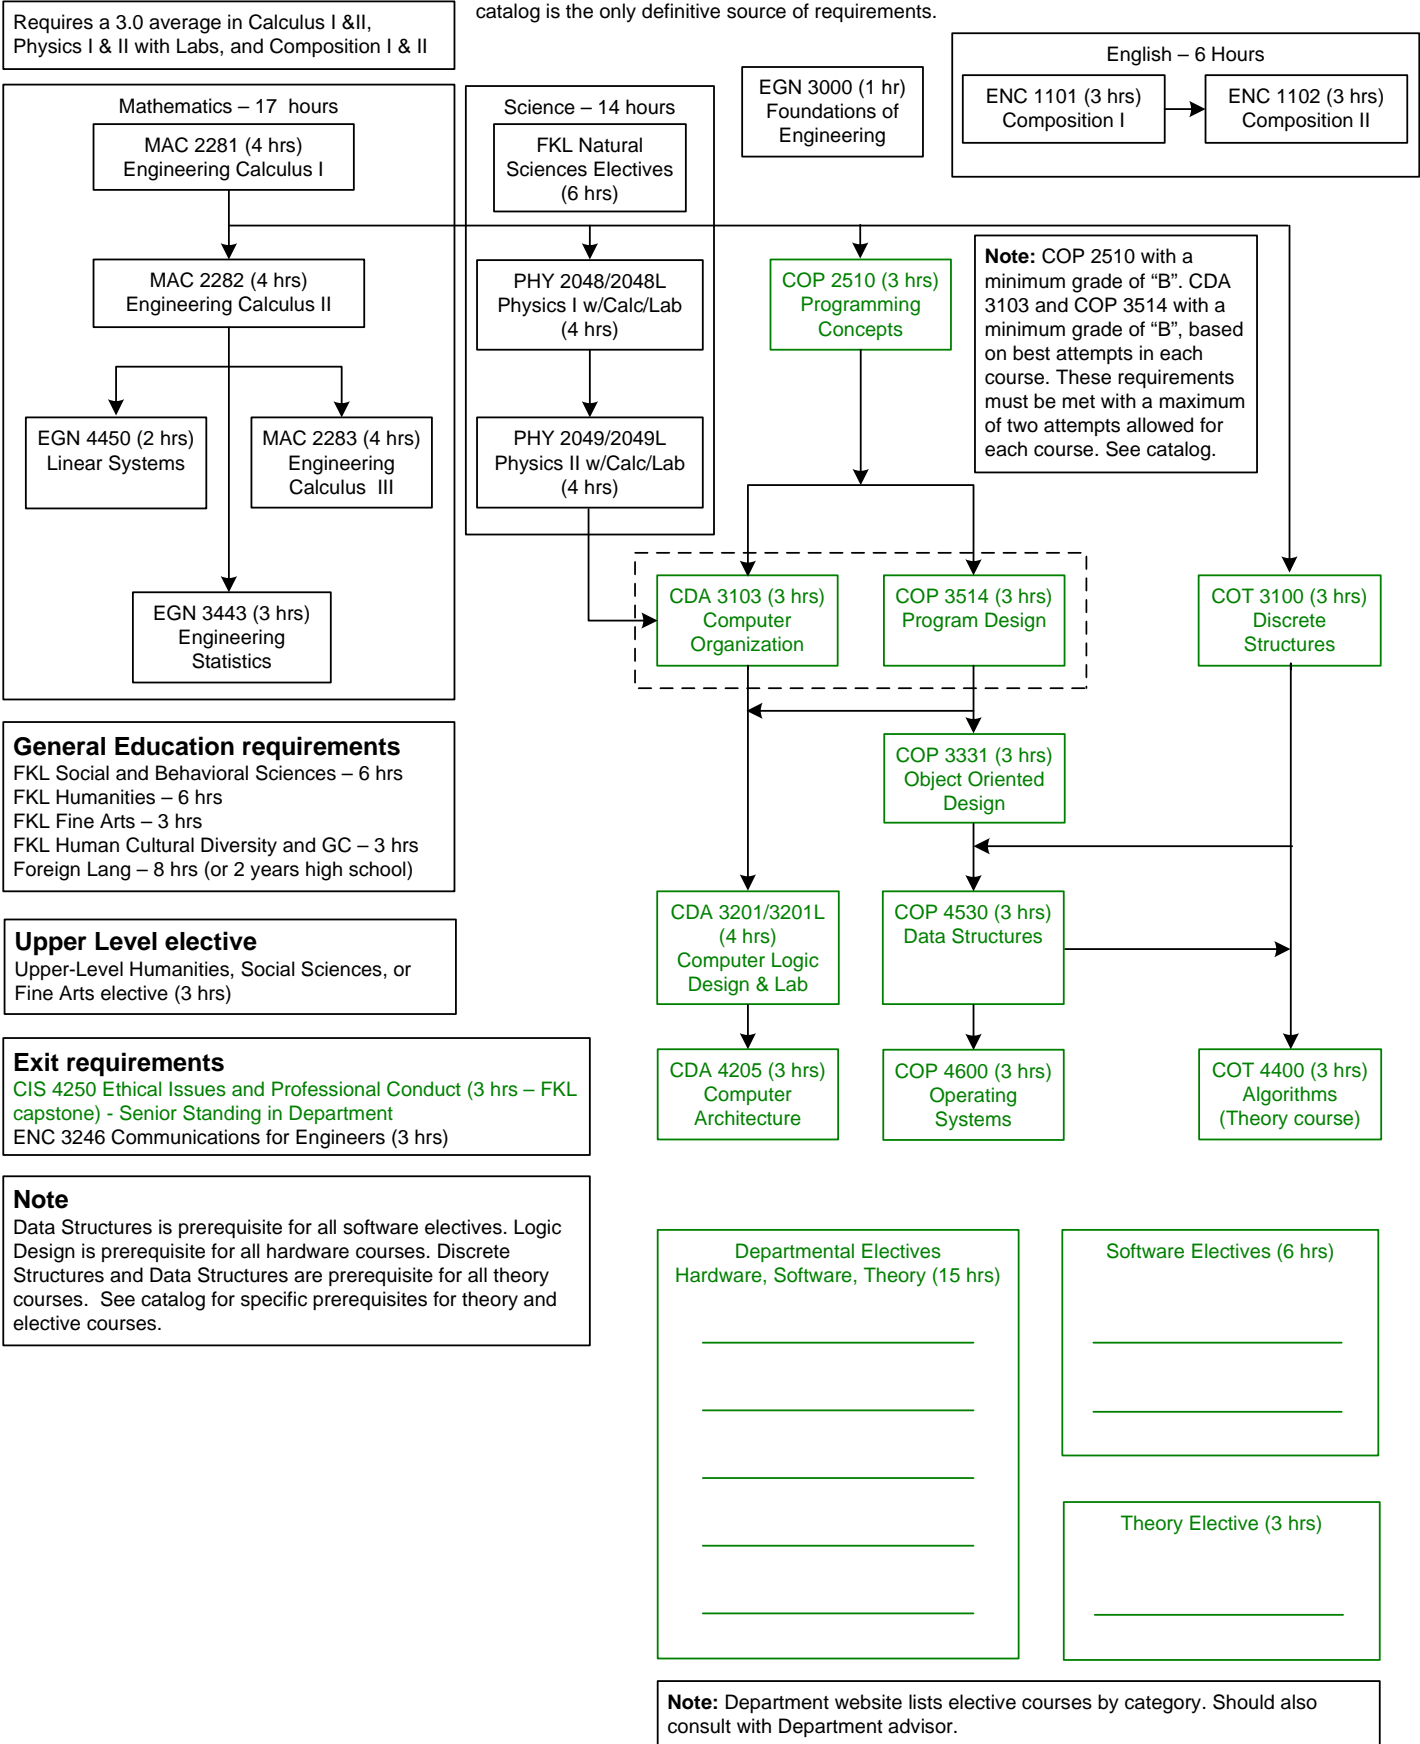 Requires a 3.0 average in Calculus I &II,
Physics I & II with Labs, and Composition I & II
catalog is the only definitive source of requirements.
English – 6 Hours
ENC 1101 (3 hrs)
Composition I
ENC 1102 (3 hrs)
Composition II
EGN 3000 (1 hr)
Foundations of
Engineering
Mathematics – 17 hours
MAC 2281 (4 hrs)
Engineering Calculus I
Science – 14 hours
FKL Natural
Sciences Electives
(6 hrs)
MAC 2282 (4 hrs)
Engineering Calculus II
PHY 2048/2048L
Physics I w/Calc/Lab
(4 hrs)
COP 2510 (3 hrs)
Programming
Concepts
Note: COP 2510 with a
minimum grade of “B”. CDA
3103 and COP 3514 with a
minimum grade of “B”, based
on best attempts in each
course. These requirements
must be met with a maximum
of two attempts allowed for
each course. See catalog.
EGN 4450 (2 hrs)
Linear Systems
MAC 2283 (4 hrs)
Engineering
Calculus III
PHY 2049/2049L
Physics II w/Calc/Lab
(4 hrs)
EGN 3443 (3 hrs)
Engineering
Statistics
CDA 3103 (3 hrs)
Computer
Organization
COP 3514 (3 hrs)
Program Design
COT 3100 (3 hrs)
Discrete
Structures
General Education requirements
FKL Social and Behavioral Sciences – 6 hrs
FKL Humanities – 6 hrs
FKL Fine Arts – 3 hrs
FKL Human Cultural Diversity and GC – 3 hrs
Foreign Lang – 8 hrs (or 2 years high school)
COP 3331 (3 hrs)
Object Oriented
Design
Upper Level elective
Upper-Level Humanities, Social Sciences, or
Fine Arts elective (3 hrs)
CDA 3201/3201L
(4 hrs)
Computer Logic
Design & Lab
COP 4530 (3 hrs)
Data Structures
Exit requirements
CIS 4250 Ethical Issues and Professional Conduct (3 hrs – FKL
capstone) - Senior Standing in Department
ENC 3246 Communications for Engineers (3 hrs)
CDA 4205 (3 hrs)
Computer
Architecture
COP 4600 (3 hrs)
Operating
Systems
COT 4400 (3 hrs)
Algorithms
(Theory course)
Note
Data Structures is prerequisite for all software electives. Logic
Design is prerequisite for all hardware courses. Discrete
Structures and Data Structures are prerequisite for all theory
courses. See catalog for specific prerequisites for theory and
elective courses.
Departmental Electives
Hardware, Software, Theory (15 hrs)
Software Electives (6 hrs)
Theory Elective (3 hrs)
Note: Department website lists elective courses by category. Should also
consult with Department advisor.